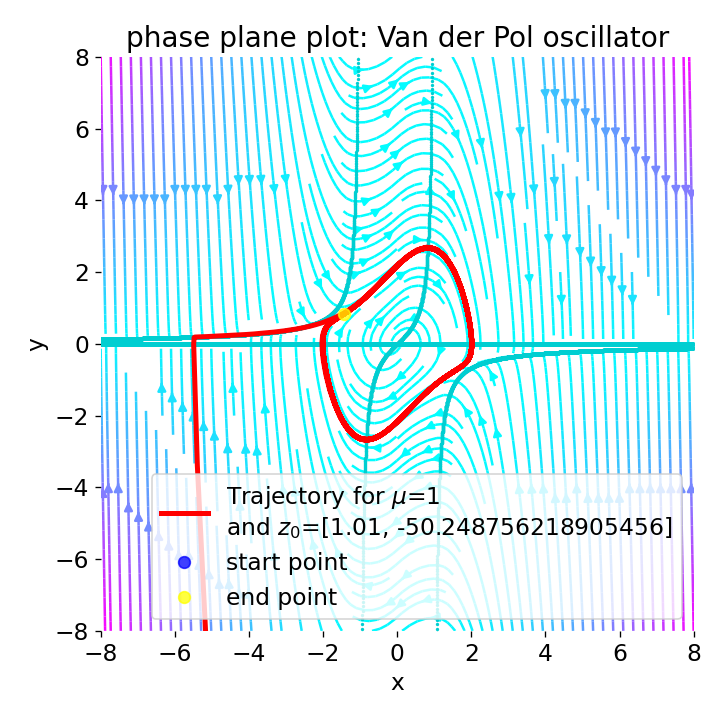 phase plane plot: Van der Pol oscillator
8
6
4
2
0
−2
−4
−6
−8
y
Trajectory for μ=1
and z₀=[1.01, -50.248756218905456]
start point
end point
−8 −6 −4 −2 0 2 4 6 8
x